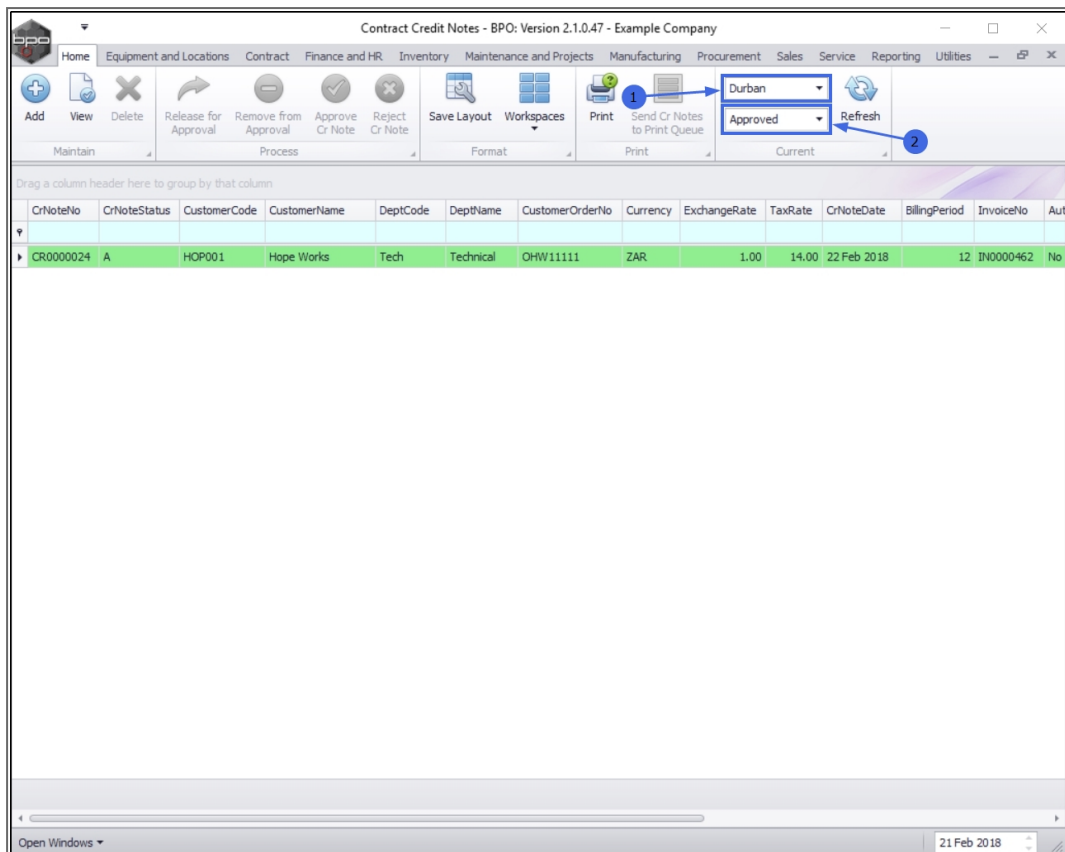 Contract Credit Notes - BPO: Version 2.1.0.47 - Example Company
bpo
Home Equipment and Locations Contract Finance and HR Inventory Maintenance and Projects Manufacturing Procurement Sales Service Reporting Utilities
Add View Delete Release for Approval Remove from Approval Approve Cr Note Reject Cr Note Save Layout Workspaces Print Send Cr Notes to Print Queue Durban Approved Refresh
1
2
Maintain Process Format Print Current
Drag a column header here to group by that column
CrNoteNo CrNoteStatus CustomerCode CustomerName DeptCode DeptName CustomerOrderNo Currency ExchangeRate TaxRate CrNoteDate BillingPeriod InvoiceNo Aut
CR0000024 A HOP001 Hope Works Tech Technical OHW11111 ZAR 1.00 14.00 22 Feb 2018 12 IN0000462 No
Open Windows 21 Feb 2018